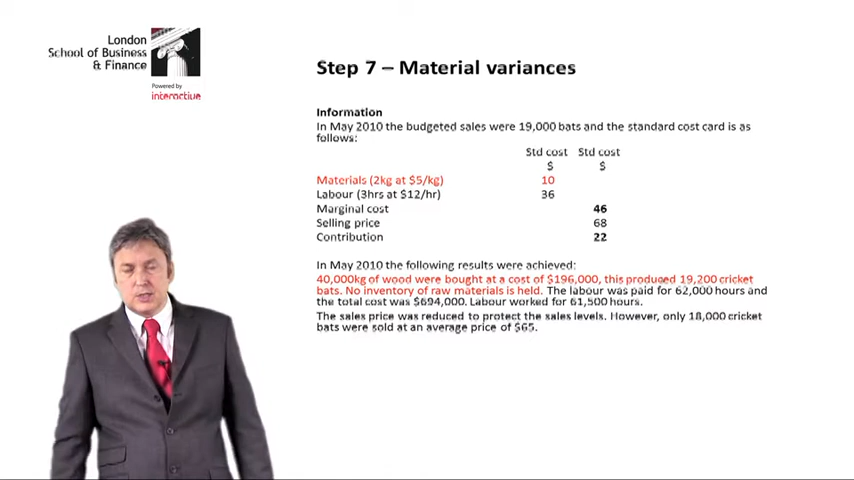 London
School of Business
& Finance
Powered by
interactive
Step 7 – Material variances
Information
In May 2010 the budgeted sales were 19,000 bats and the standard cost card is as
follows:
Std cost Std cost
$ $
Materials (2kg at $5/kg) 10
Labour (3hrs at $12/hr) 36
Marginal cost 46
Selling price 68
Contribution 22
In May 2010 the following results were achieved:
40,000kg of wood were bought at a cost of $196,000, this produced 19,200 cricket
bats. No inventory of raw materials is held. The labour was paid for 62,000 hours and
the total cost was $694,000. Labour worked for 61,500 hours.
The sales price was reduced to protect the sales levels. However, only 18,000 cricket
bats were sold at an average price of $65.